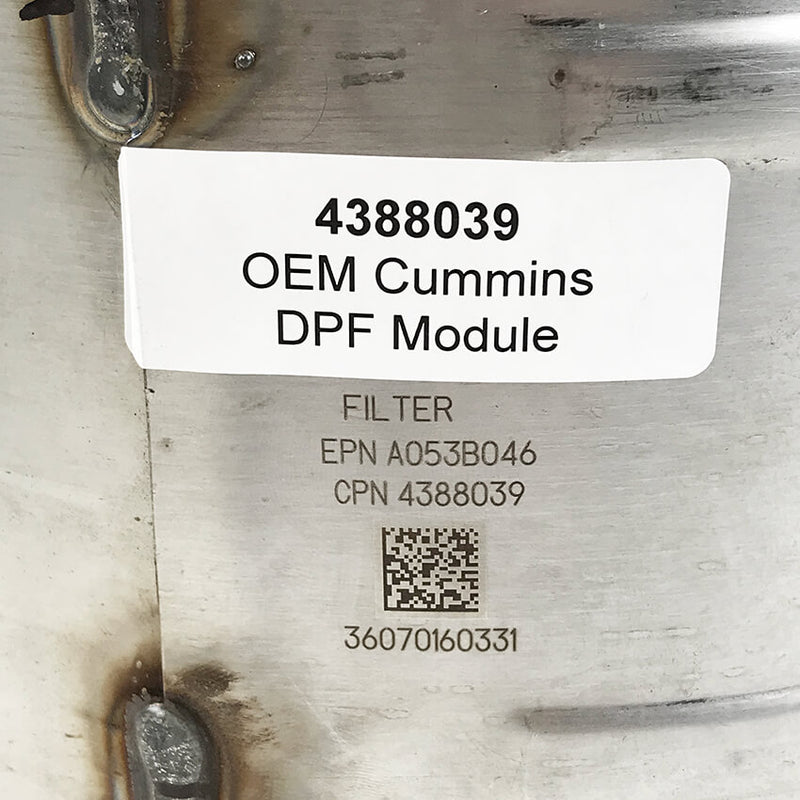 4388039
OEM Cummins
DPF Module
FILTER
EPN A053B046
CPN 4388039
36070160331